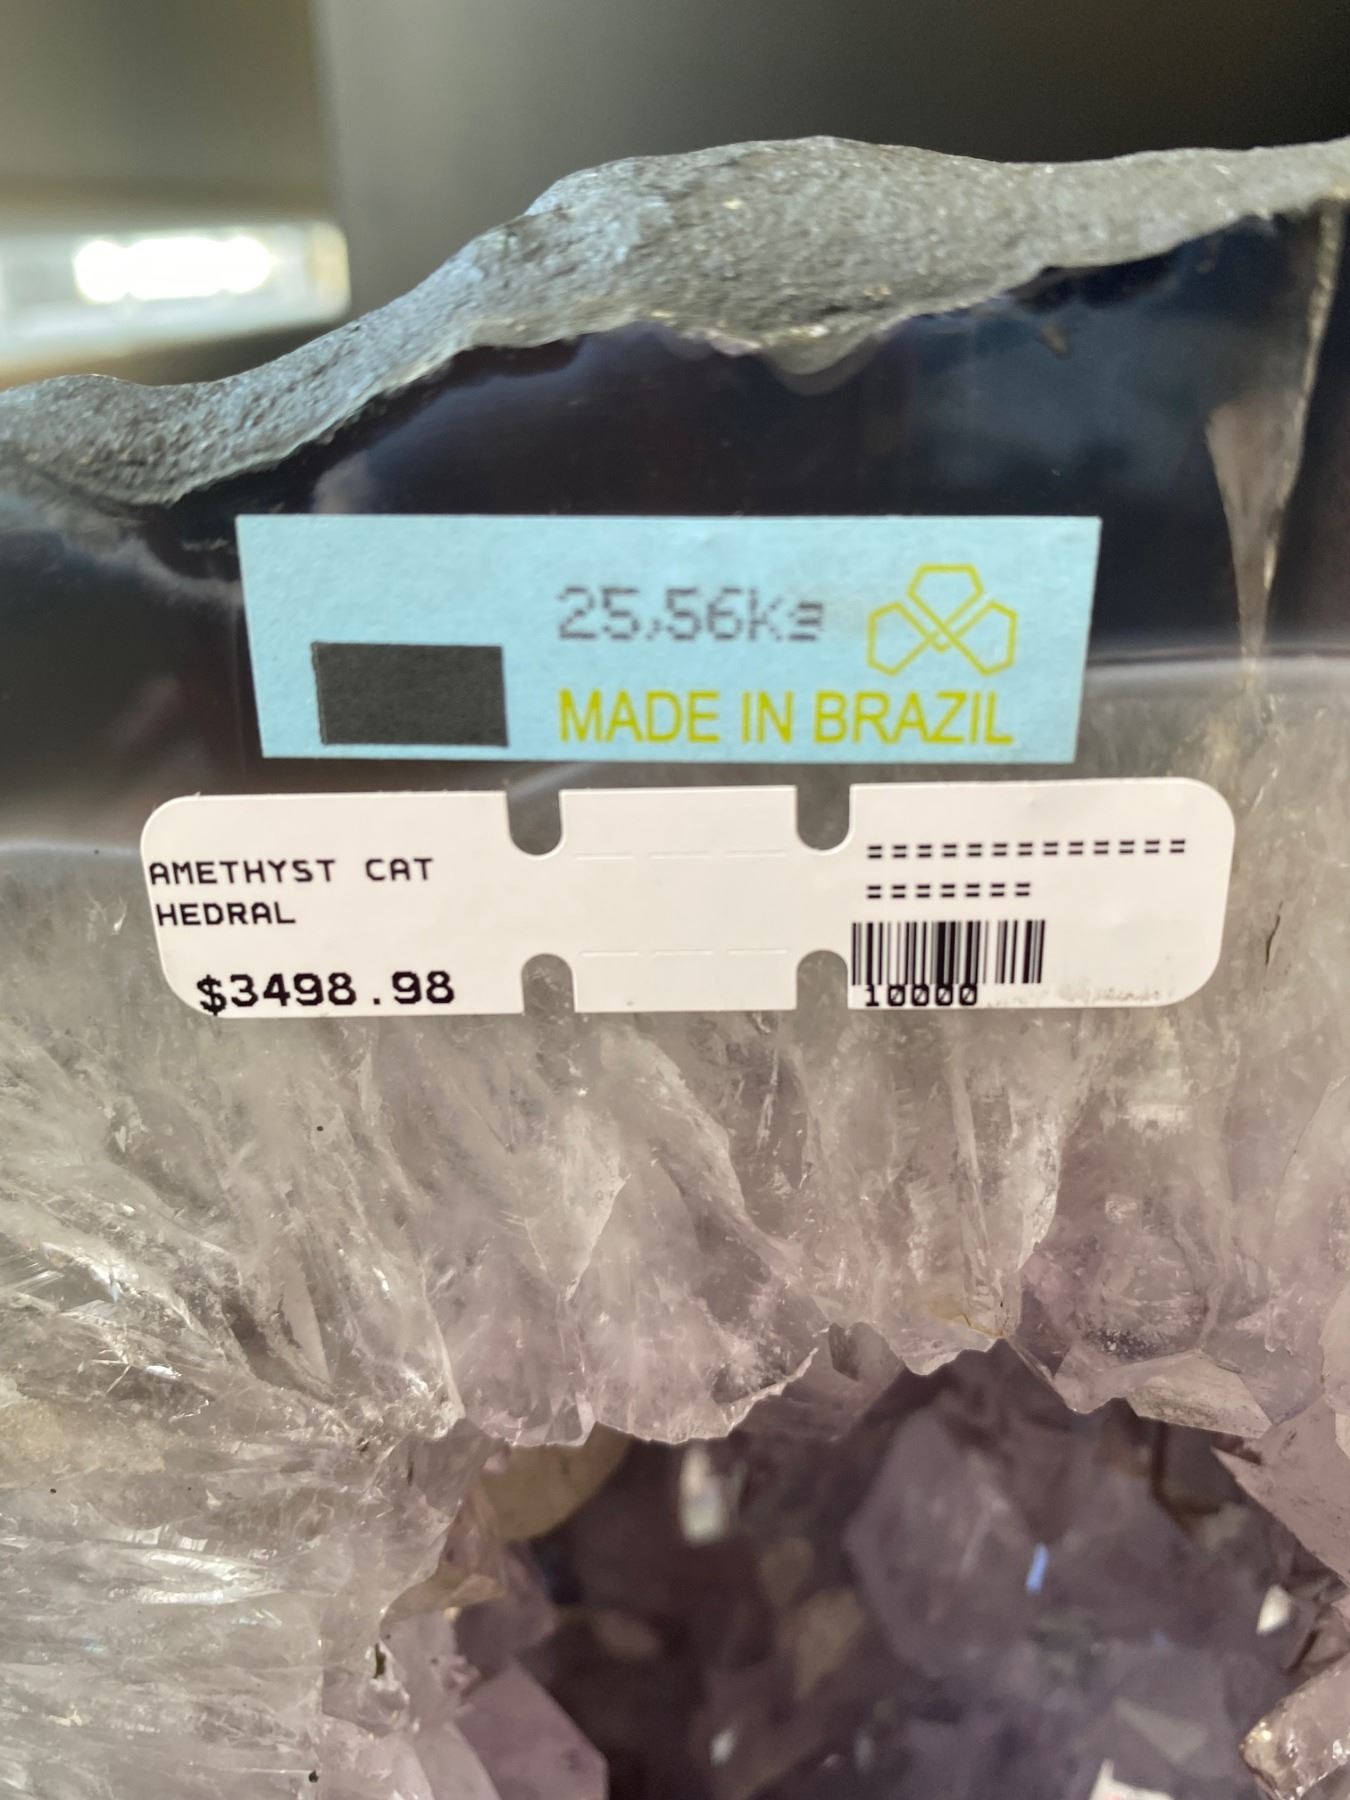 25,56kg
MADE IN BRAZIL
AMETHYST CAT
HEDRAL
$3498.98
=============
=======
10000